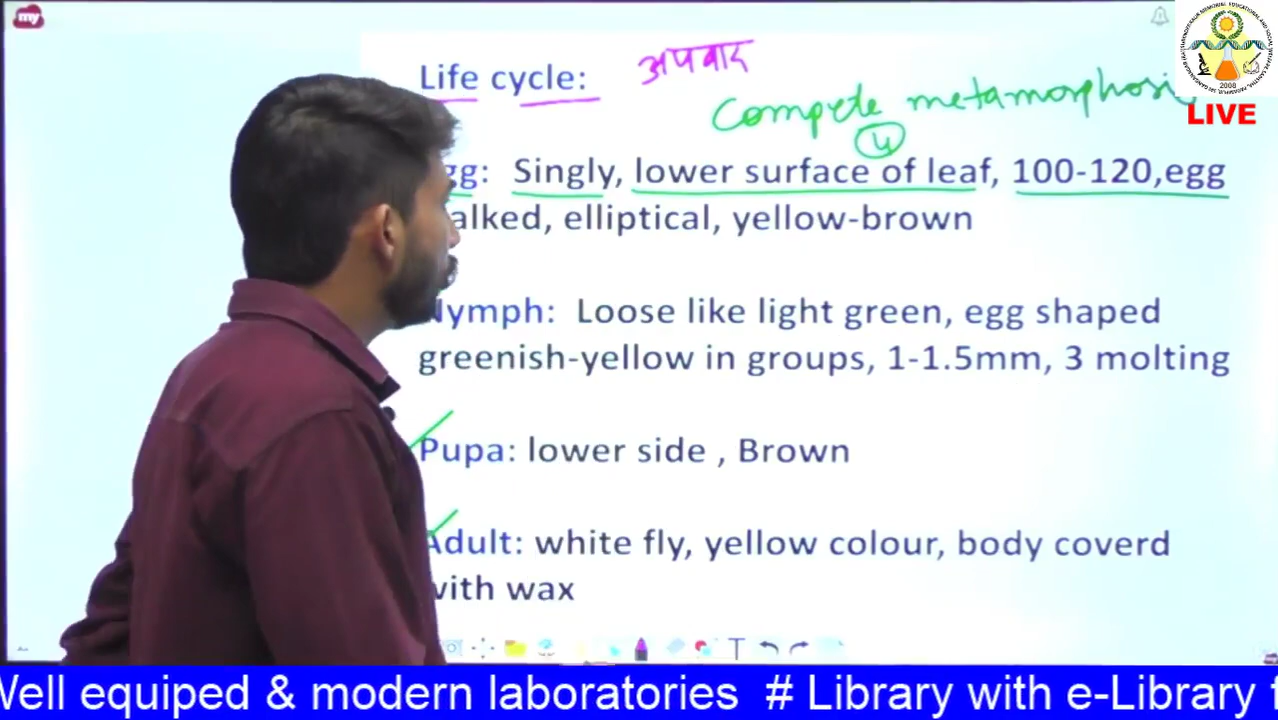 my
Life cycle: अपवाद
Compete metamorphosis
4
gg: Singly, lower surface of leaf, 100-120,egg
alked, elliptical, yellow-brown
Nymph: Loose like light green, egg shaped
greenish-yellow in groups, 1-1.5mm, 3 molting
Pupa: lower side , Brown
Adult: white fly, yellow colour, body coverd
with wax
2008
LIVE
Well equiped & modern laboratories # Library with e-Library